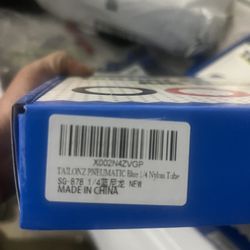 X002N4ZVGP
TAILONZ PNEUMATIC Blue 1/4 Nylon Tube
SG-878 1/4蓝尼龙 NEW
MADE IN CHINA